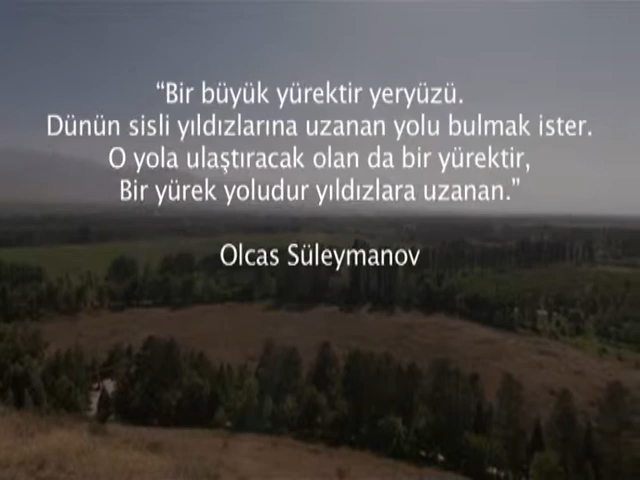 “Bir büyük yürektir yeryüzü.
Dünün sisli yıldızlarına uzanan yolu bulmak ister.
O yola ulaştıracak olan da bir yürektir,
Bir yürek yoludur yıldızlara uzanan.”
Olcas Süleymanov